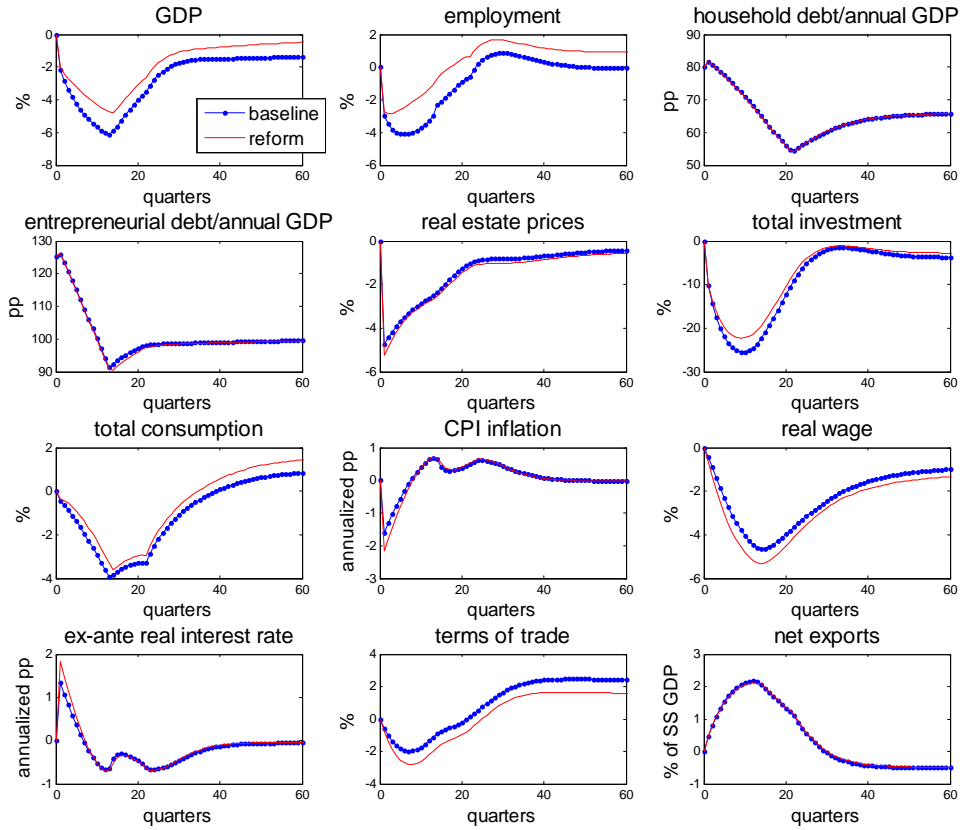 GDP
0
-2
-4
-6
-8
%
0 20 40 60
quarters
baseline
reform
employment
4
2
0
-2
-4
-6
%
0 20 40 60
quarters
household debt/annual GDP
90
80
70
60
50
pp
0 20 40 60
quarters
entrepreneurial debt/annual GDP
130
120
110
100
90
pp
0 20 40 60
quarters
real estate prices
0
-2
-4
-6
%
0 20 40 60
quarters
total investment
0
-10
-20
-30
%
0 20 40 60
quarters
total consumption
2
0
-2
-4
%
0 20 40 60
quarters
CPI inflation
1
0
-1
-2
-3
annualized pp
0 20 40 60
quarters
real wage
0
-2
-4
-6
%
0 20 40 60
quarters
ex-ante real interest rate
2
1
0
-1
annualized pp
0 20 40 60
quarters
terms of trade
4
2
0
-2
-4
%
0 20 40 60
quarters
net exports
3
2
1
0
-1
% of SS GDP
0 20 40 60
quarters